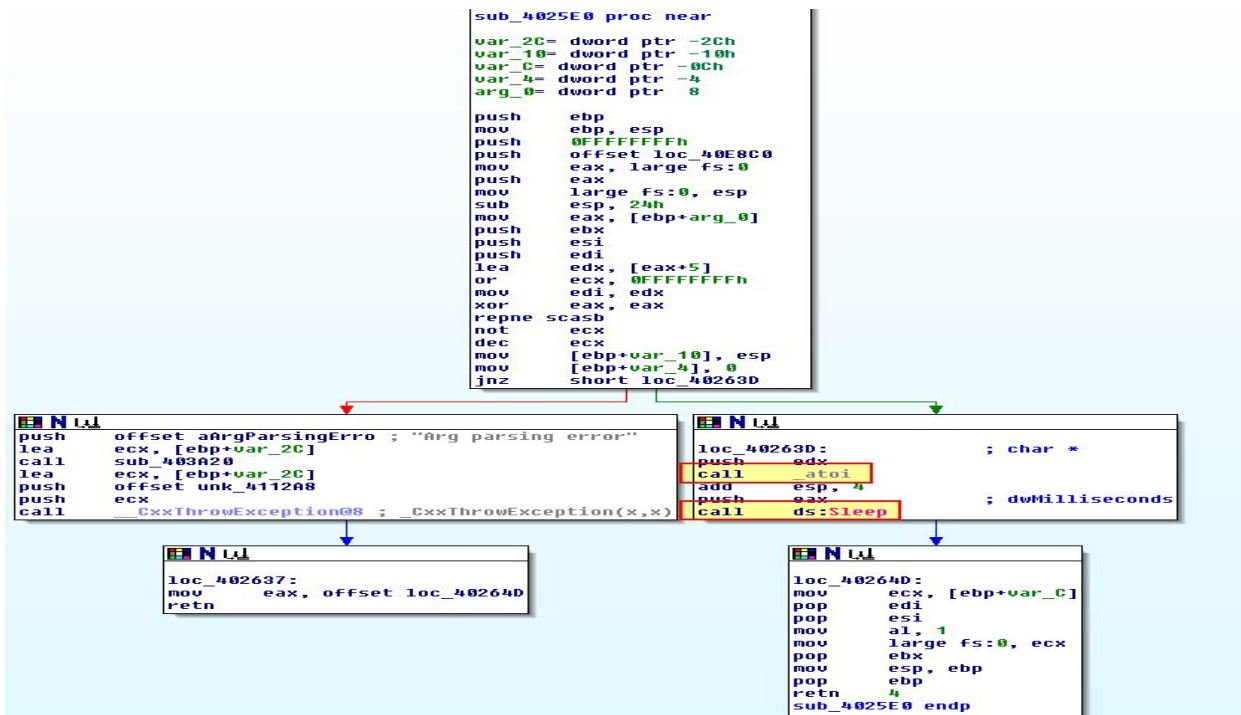 sub_4025E0 proc near
var_2C= dword ptr -2Ch
var_10= dword ptr -10h
var_C= dword ptr -0Ch
var_4= dword ptr -4
arg_0= dword ptr  8
push ebp
mov ebp, esp
push 0FFFFFFFFh
push offset loc_40E8C0
mov eax, large fs:0
push eax
mov large fs:0, esp
sub esp, 24h
mov eax, [ebp+arg_0]
push ebx
push esi
push edi
lea edx, [eax+5]
or ecx, 0FFFFFFFFh
mov edi, edx
xor eax, eax
repne scasb
not ecx
dec ecx
mov [ebp+var_10], esp
mov [ebp+var_4], 0
jnz short loc_40263D
N
push offset aArgParsingErro ; "Arg parsing error"
lea ecx, [ebp+var_2C]
call sub_403A20
lea ecx, [ebp+var_2C]
push offset unk_4112A8
push ecx
call __CxxThrowException@8 ; _CxxThrowException(x,x)
N
loc_40263D: ; char *
push edx
call _atoi
add esp, 4
push eax ; dwMilliseconds
call ds:Sleep
N
loc_402637:
mov eax, offset loc_40264D
retn
N
loc_40264D:
mov ecx, [ebp+var_C]
pop edi
pop esi
mov al, 1
mov large fs:0, ecx
pop ebx
mov esp, ebp
pop ebp
retn 4
sub_4025E0 endp